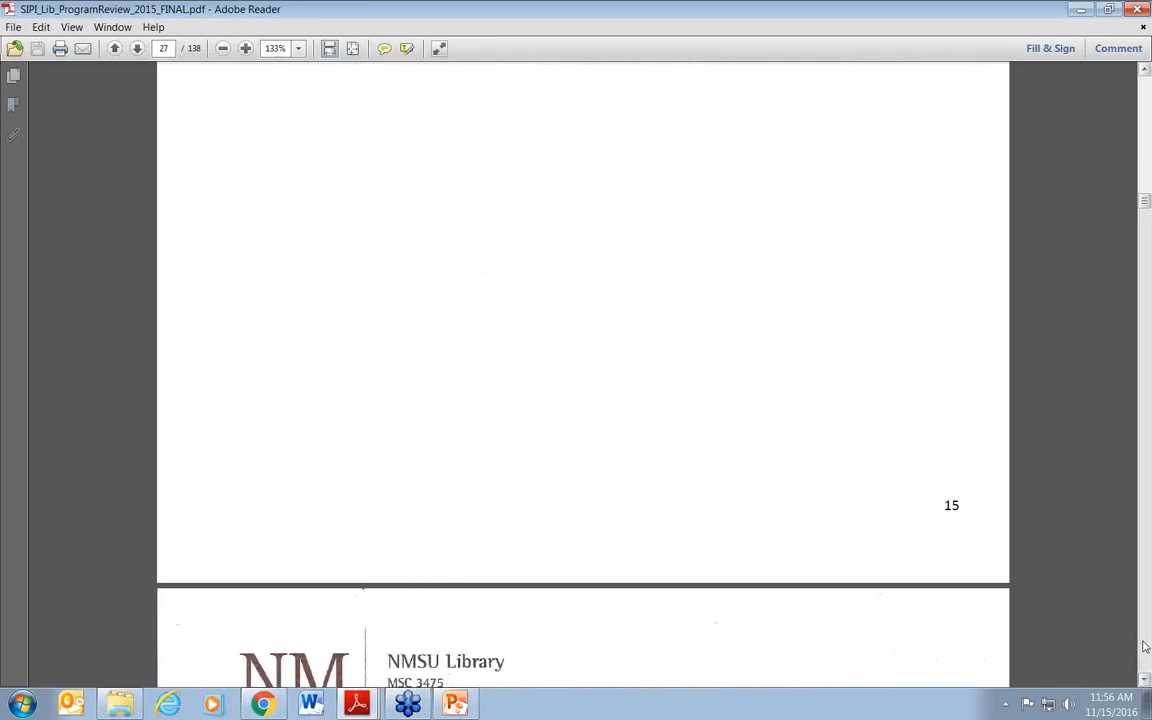 SIPI_Lib_ProgramReview_2015_FINAL.pdf - Adobe Reader
File Edit View Window Help
27 / 138 133% Fill & Sign Comment
15
NM NMSU Library
MSC 3475
11:56 AM
11/15/2016